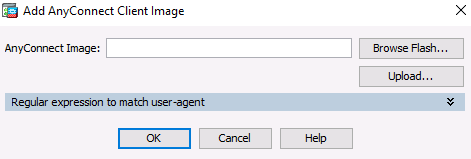 Add AnyConnect Client Image
AnyConnect Image:
Browse Flash...
Upload...
Regular expression to match user-agent
OK Cancel Help